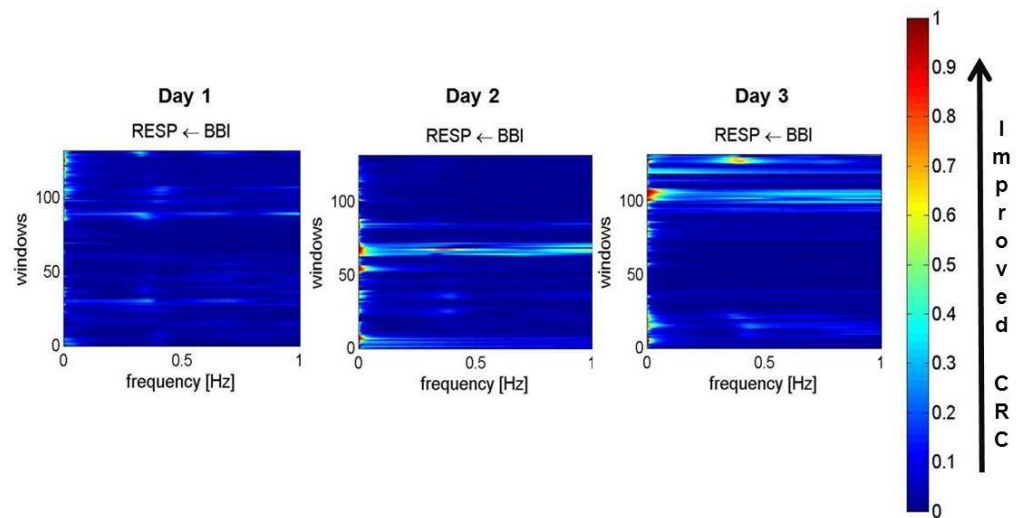 Day 1
RESP ← BBI
windows
100
50
0
0
0.5
1
frequency [Hz]
Day 2
RESP ← BBI
windows
100
50
0
0
0.5
1
frequency [Hz]
Day 3
RESP ← BBI
windows
100
50
0
0
0.5
1
frequency [Hz]
1
0.9
0.8
0.7
0.6
0.5
0.4
0.3
0.2
0.1
0
Improved CRC